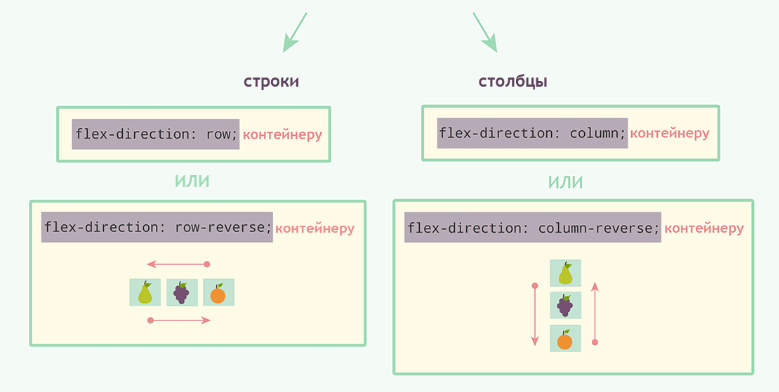 строки
flex-direction: row; контейнеру
ИЛИ
flex-direction: row-reverse; контейнеру
столбцы
flex-direction: column; контейнеру
ИЛИ
flex-direction: column-reverse; контейнеру